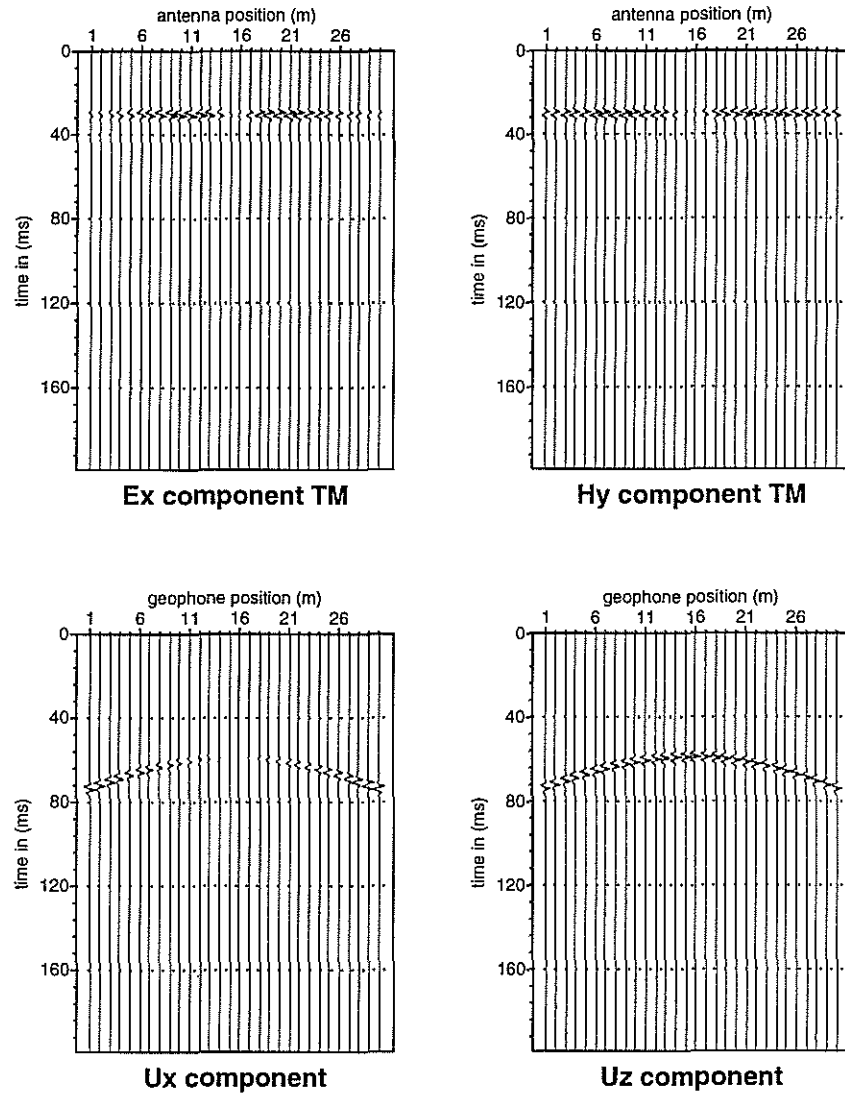 antenna position (m)
1 6 11 16 21 26
0
40
80
120
160
time in (ms)
Ex component TM
antenna position (m)
1 6 11 16 21 26
0
40
80
120
160
time in (ms)
Hy component TM
geophone position (m)
1 6 11 16 21 26
0
40
80
120
160
time in (ms)
Ux component
geophone position (m)
1 6 11 16 21 26
0
40
80
120
160
time in (ms)
Uz component